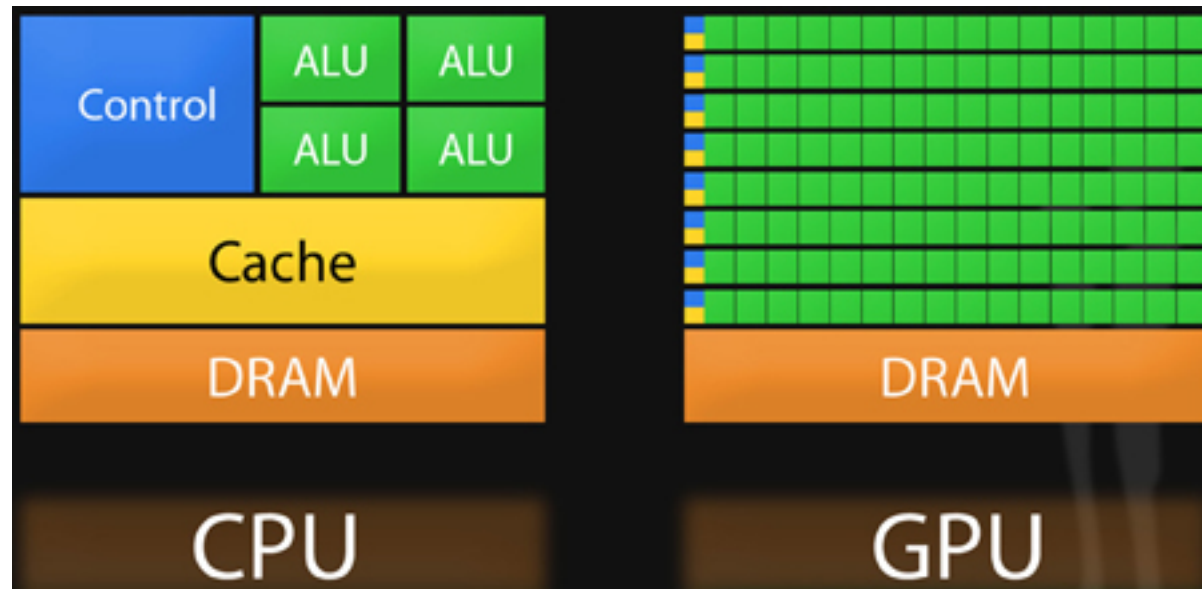 Control
ALU ALU
ALU ALU
Cache
DRAM
CPU
DRAM
GPU